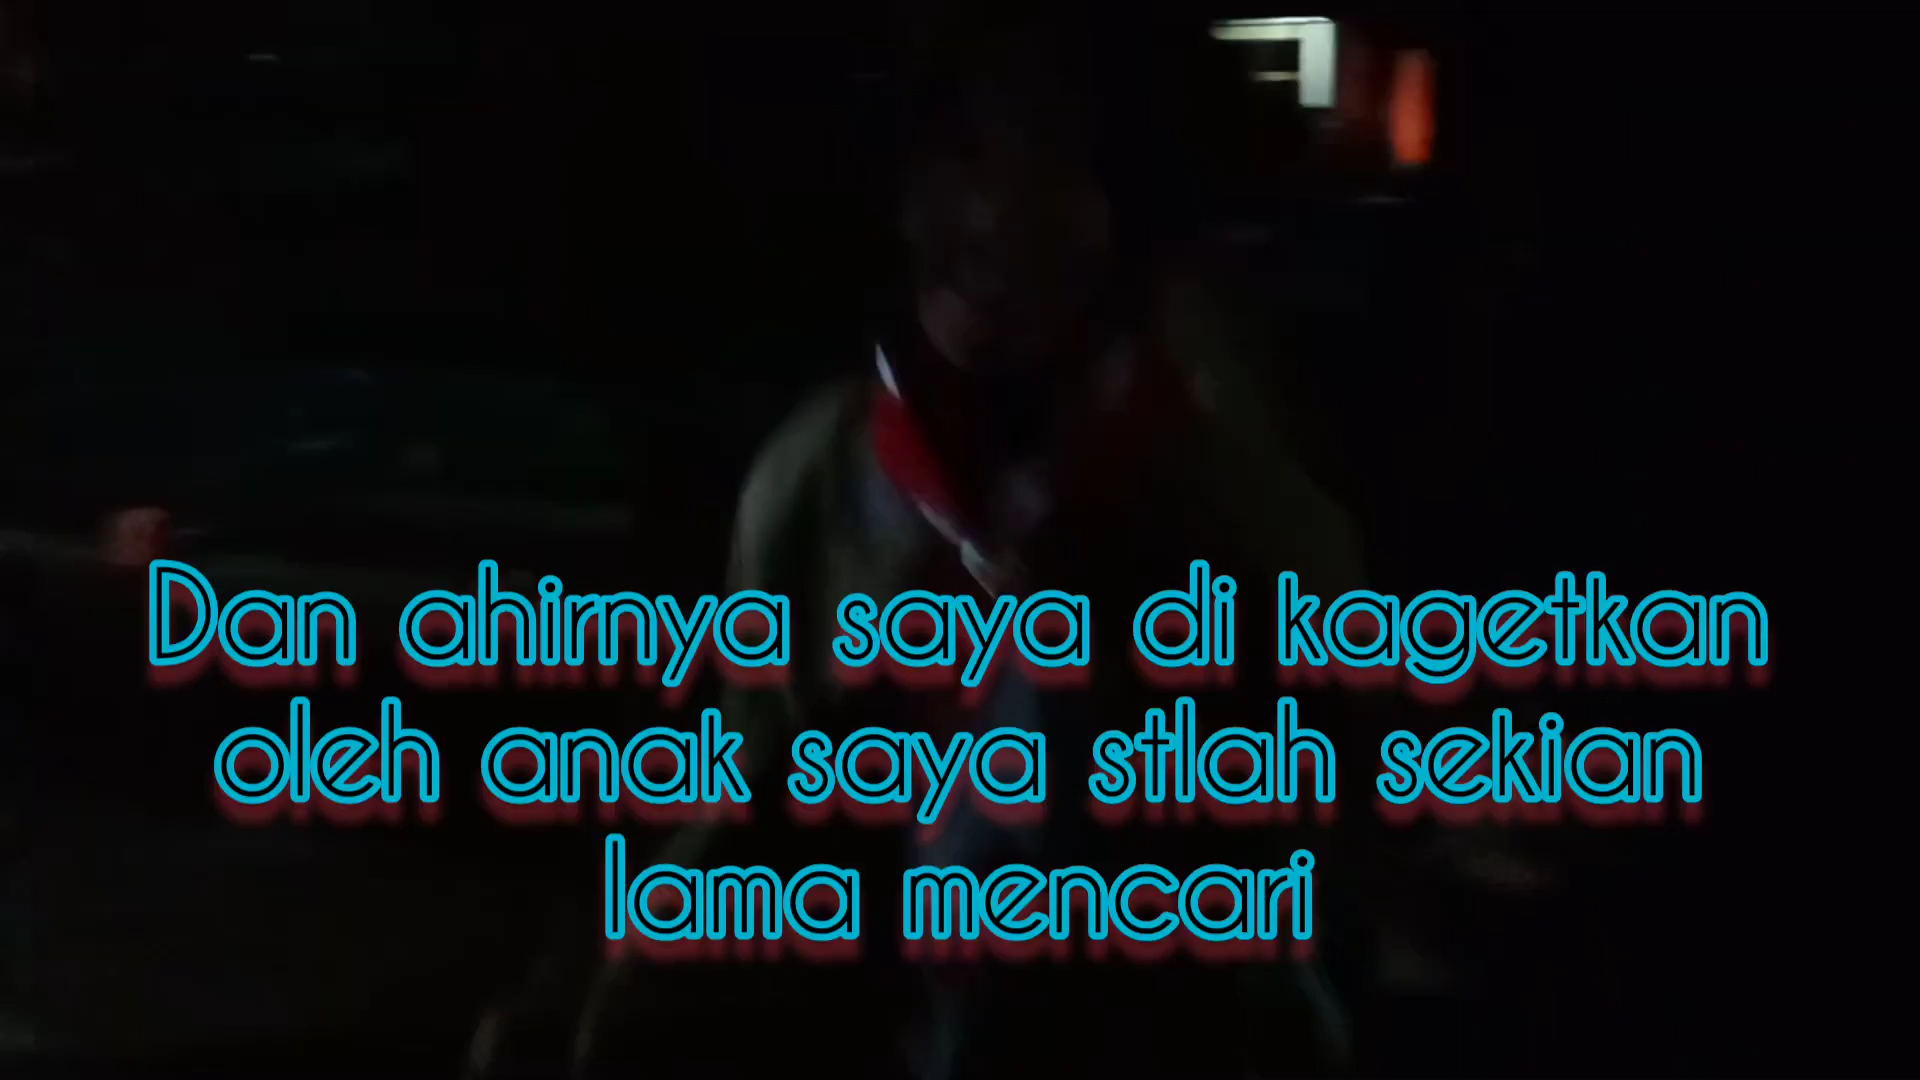 Dan ahirnya saya di kagetkan
oleh anak saya stlah sekian
lama mencari